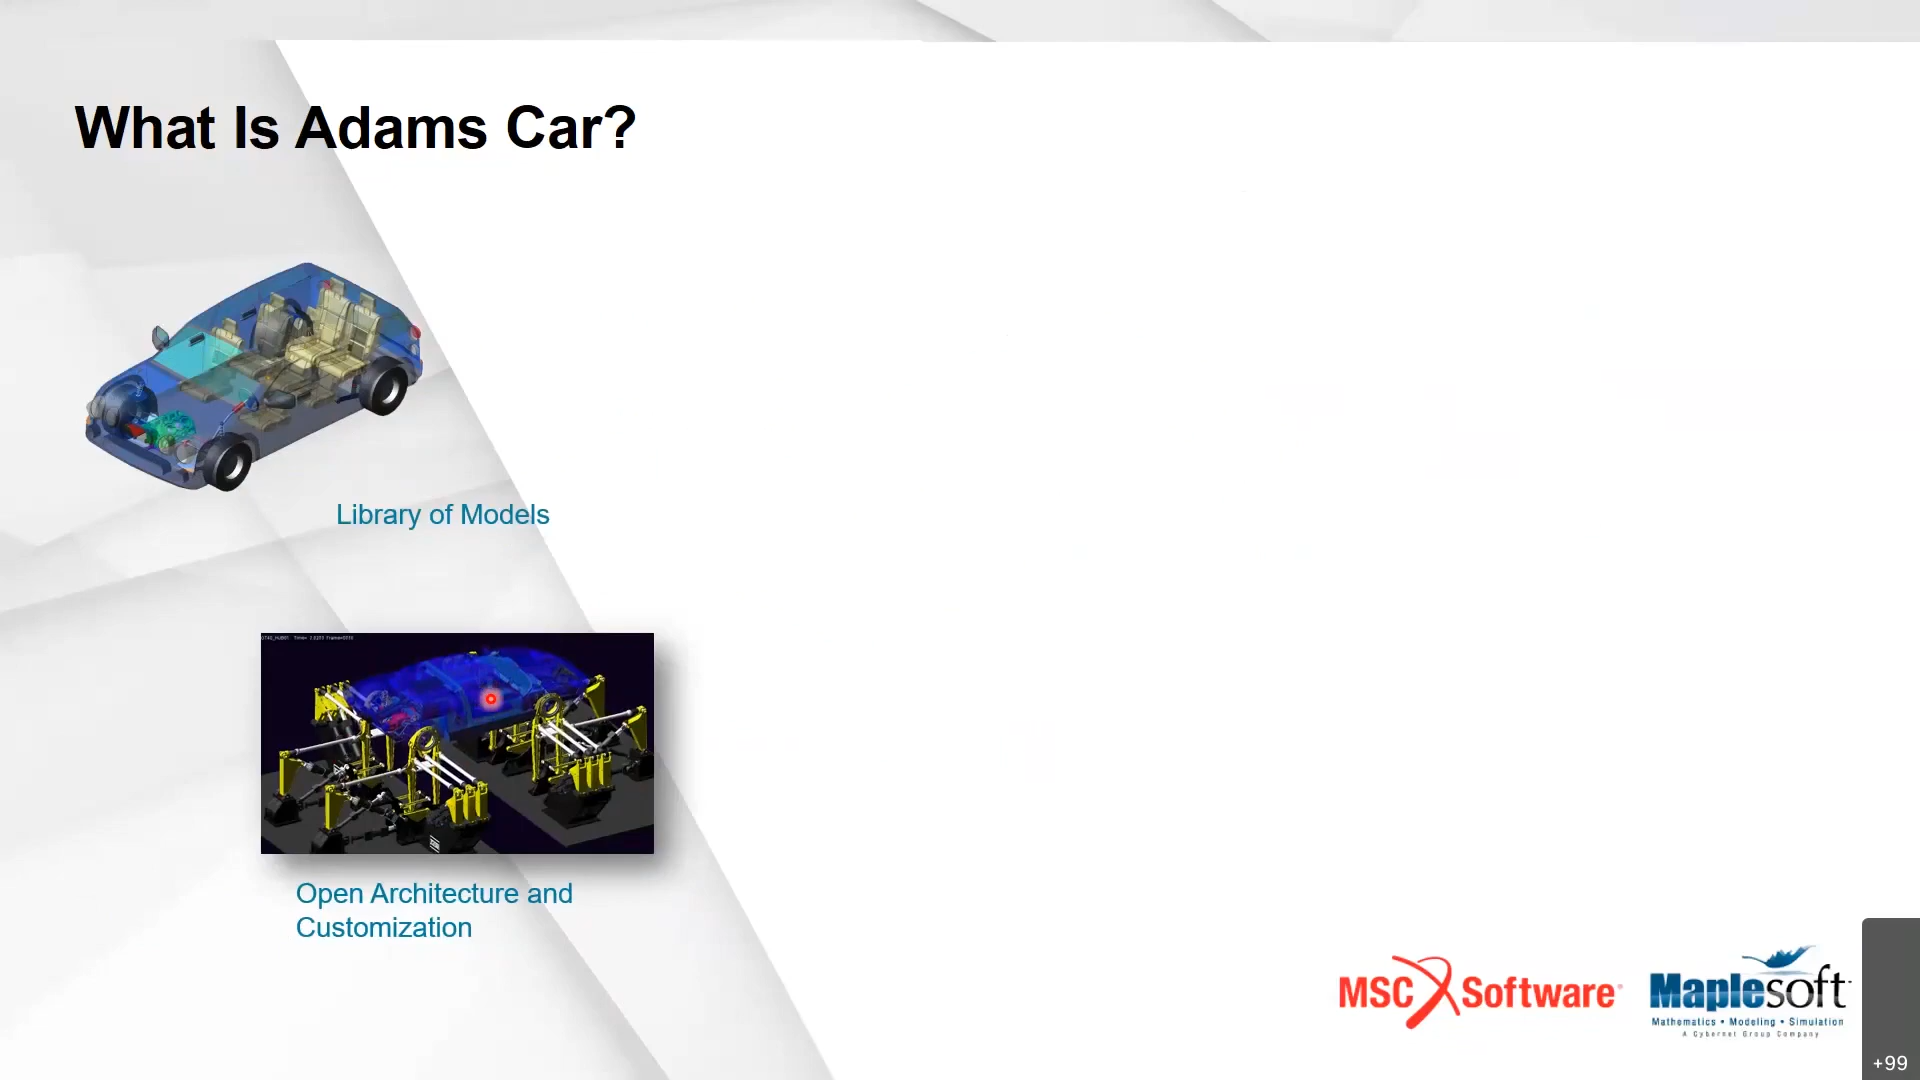 What Is Adams Car?
Library of Models
Open Architecture and
Customization
MSC Software
Maplesoft
Mathematics • Modeling • Simulation
A Cybernet Group Company
+99